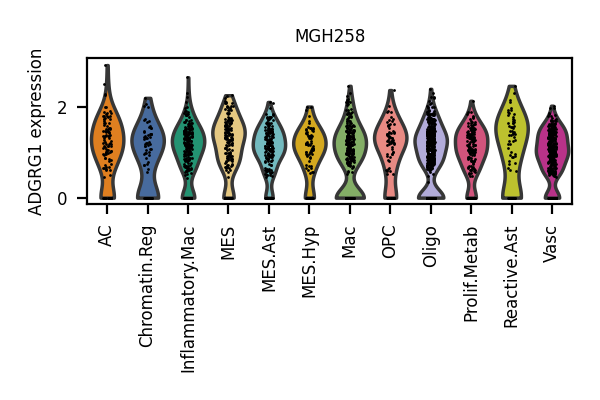 MGH258
ADGRG1 expression
2
0
AC
Chromatin.Reg
Inflammatory.Mac
MES
MES.Ast
MES.Hyp
Mac
OPC
Oligo
Prolif.Metab
Reactive.Ast
Vasc